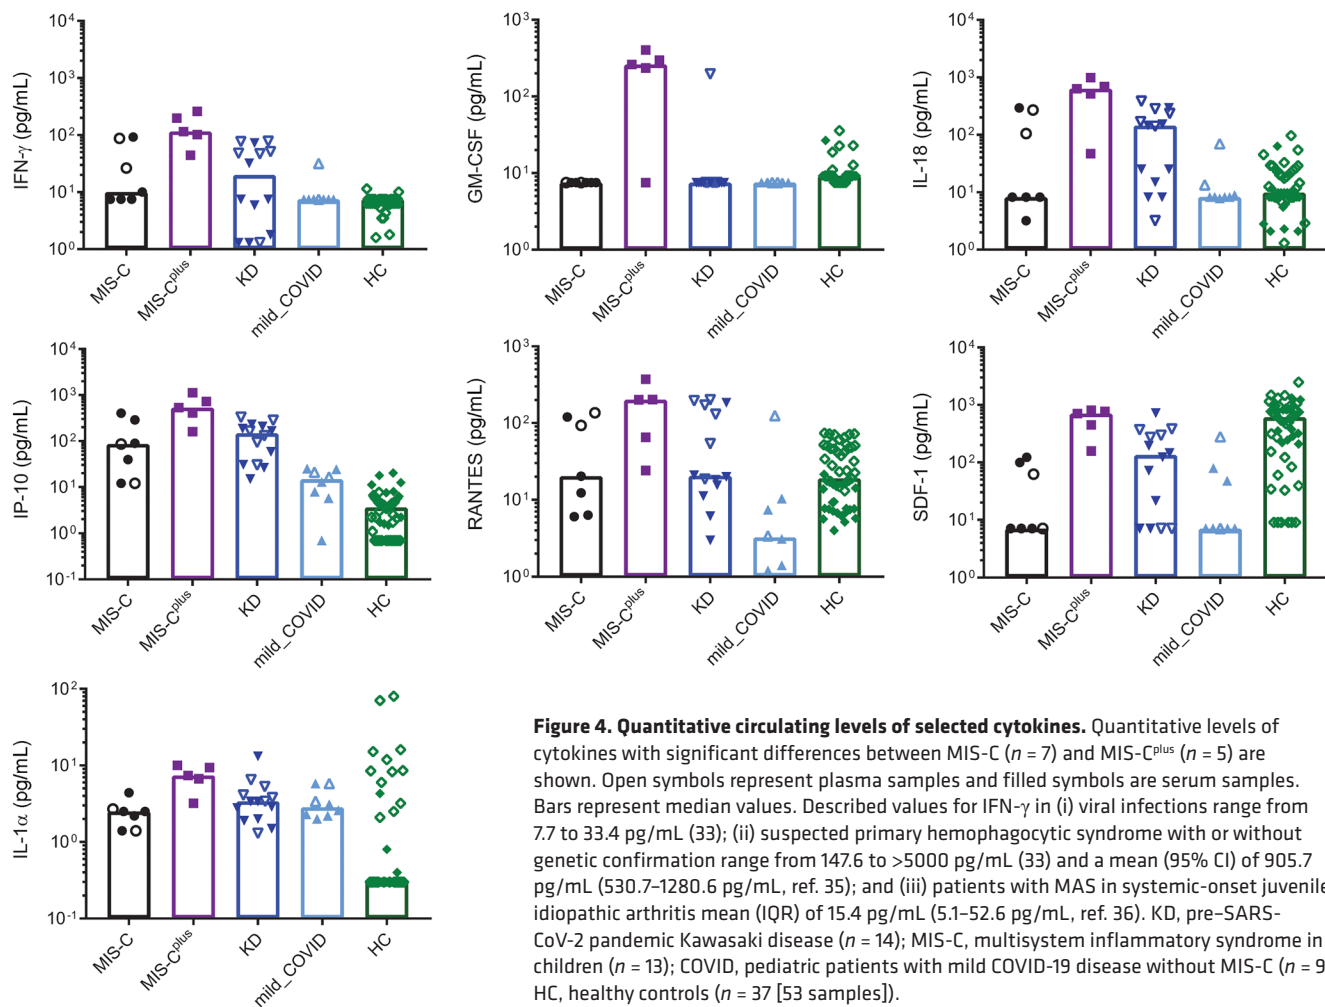 IFN-γ (pg/mL)
10⁴
10³
10²
10¹
10⁰
MIS-C
MIS-Cᵖˡᵘˢ
KD
mild_COVID
HC
GM-CSF (pg/mL)
10³
10²
10¹
10⁰
MIS-C
MIS-Cᵖˡᵘˢ
KD
mild_COVID
HC
IL-18 (pg/mL)
10⁴
10³
10²
10¹
10⁰
MIS-C
MIS-Cᵖˡᵘˢ
KD
mild_COVID
HC
IP-10 (pg/mL)
10⁴
10³
10²
10¹
10⁰
10⁻¹
MIS-C
MIS-Cᵖˡᵘˢ
KD
mild_COVID
HC
RANTES (pg/mL)
10³
10²
10¹
10⁰
MIS-C
MIS-Cᵖˡᵘˢ
KD
mild_COVID
HC
SDF-1 (pg/mL)
10⁴
10³
10²
10¹
10⁰
MIS-C
MIS-Cᵖˡᵘˢ
KD
mild_COVID
HC
IL-1α (pg/mL)
10²
10¹
10⁰
10⁻¹
MIS-C
MIS-Cᵖˡᵘˢ
KD
mild_COVID
HC
Figure 4. Quantitative circulating levels of selected cytokines. Quantitative levels of
cytokines with significant differences between MIS-C (n = 7) and MIS-Cᵖˡᵘˢ (n = 5) are
shown. Open symbols represent plasma samples and filled symbols are serum samples.
Bars represent median values. Described values for IFN-γ in (i) viral infections range from
7.7 to 33.4 pg/mL (33); (ii) suspected primary hemophagocytic syndrome with or without
genetic confirmation range from 147.6 to >5000 pg/mL (33) and a mean (95% CI) of 905.7
pg/mL (530.7–1280.6 pg/mL, ref. 35); and (iii) patients with MAS in systemic-onset juvenile
idiopathic arthritis mean (IQR) of 15.4 pg/mL (5.1–52.6 pg/mL, ref. 36). KD, pre–SARS-
CoV-2 pandemic Kawasaki disease (n = 14); MIS-C, multisystem inflammatory syndrome in
children (n = 13); COVID, pediatric patients with mild COVID-19 disease without MIS-C (n = 9
HC, healthy controls (n = 37 [53 samples]).